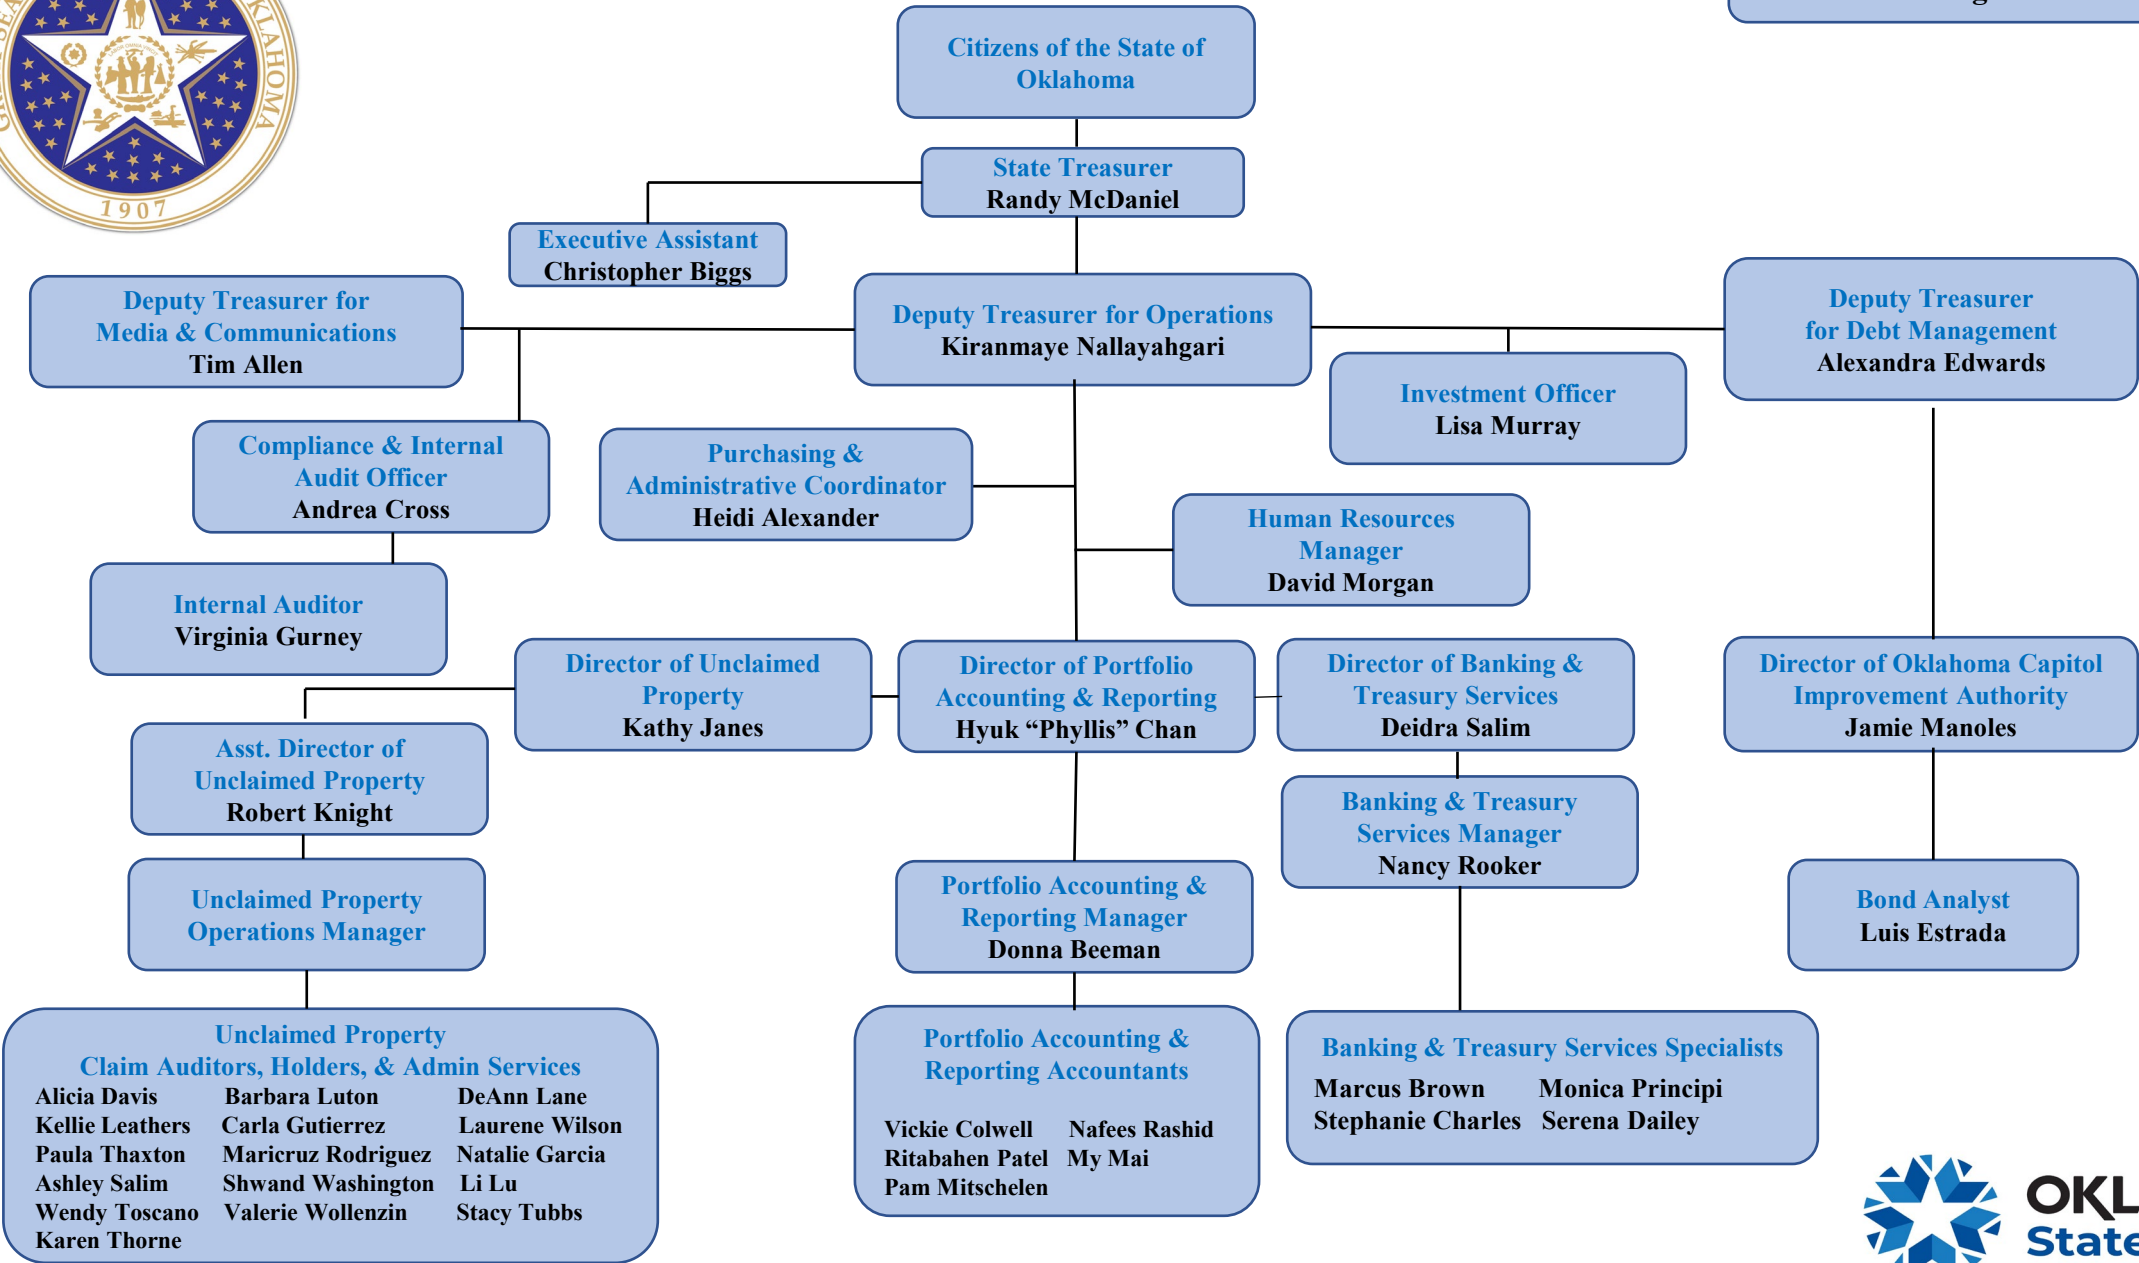 OKLAHOMA
1907
Citizens of the State of
Oklahoma
State Treasurer
Randy McDaniel
Executive Assistant
Christopher Biggs
Deputy Treasurer for
Media & Communications
Tim Allen
Deputy Treasurer for Operations
Kiranmaye Nallayahgari
Deputy Treasurer
for Debt Management
Alexandra Edwards
Investment Officer
Lisa Murray
Compliance & Internal
Audit Officer
Andrea Cross
Purchasing &
Administrative Coordinator
Heidi Alexander
Human Resources
Manager
David Morgan
Internal Auditor
Virginia Gurney
Director of Unclaimed
Property
Kathy Janes
Director of Portfolio
Accounting & Reporting
Hyuk “Phyllis” Chan
Director of Banking &
Treasury Services
Deidra Salim
Director of Oklahoma Capitol
Improvement Authority
Jamie Manoles
Asst. Director of
Unclaimed Property
Robert Knight
Banking & Treasury
Services Manager
Nancy Rooker
Unclaimed Property
Operations Manager
Portfolio Accounting &
Reporting Manager
Donna Beeman
Bond Analyst
Luis Estrada
Unclaimed Property
Claim Auditors, Holders, & Admin Services
Alicia Davis Barbara Luton DeAnn Lane
Kellie Leathers Carla Gutierrez Laurene Wilson
Paula Thaxton Maricruz Rodriguez Natalie Garcia
Ashley Salim Shwand Washington Li Lu
Wendy Toscano Valerie Wollenzin Stacy Tubbs
Karen Thorne
Portfolio Accounting &
Reporting Accountants
Vickie Colwell Nafees Rashid
Ritabahen Patel My Mai
Pam Mitschelen
Banking & Treasury Services Specialists
Marcus Brown Monica Principi
Stephanie Charles Serena Dailey
OKL
State